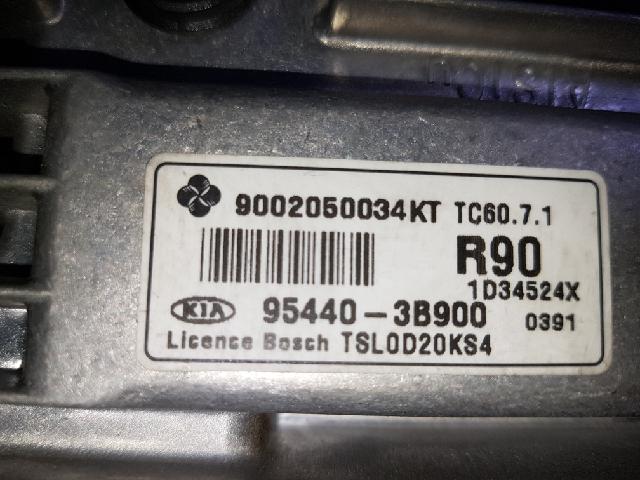 9002050034KT TC60.7.1
R90
1D34524X
KIA 95440-3B900 0391
Licence Bosch TSL0D20KS4